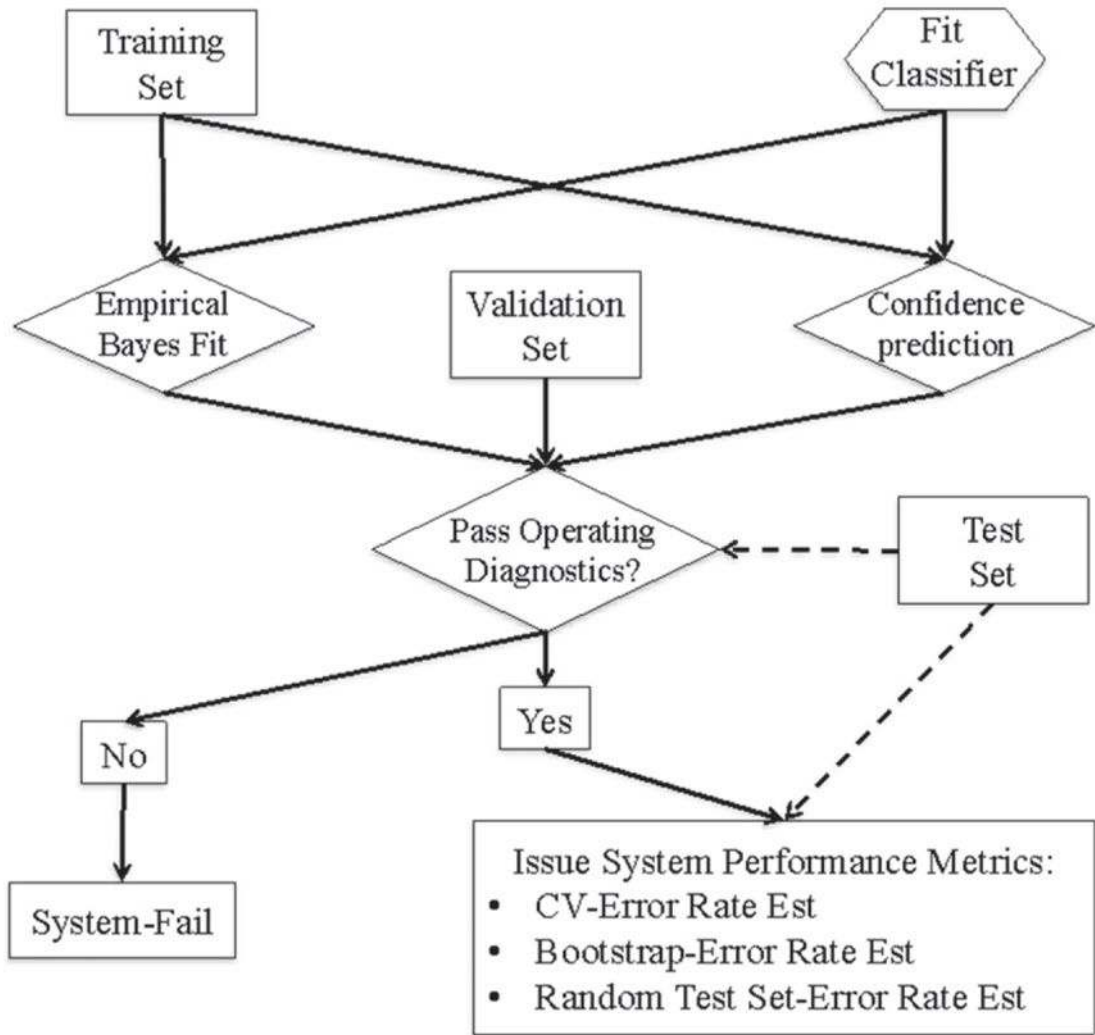 Training
Set
Fit
Classifier
Empirical
Bayes Fit
Validation
Set
Confidence
prediction
Pass Operating
Diagnostics?
Test
Set
No
Yes
System-Fail
Issue System Performance Metrics:
• CV-Error Rate Est
• Bootstrap-Error Rate Est
• Random Test Set-Error Rate Est